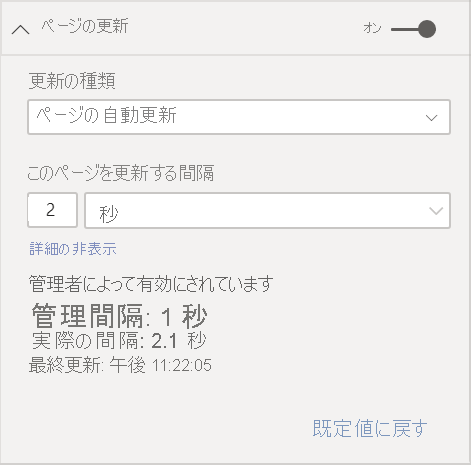 ページの更新
オン
更新の種類
ページの自動更新
このページを更新する間隔
2 秒
詳細の非表示
管理者によって有効にされています
管理間隔: 1 秒
実際の間隔: 2.1 秒
最終更新: 午後 11:22:05
既定値に戻す